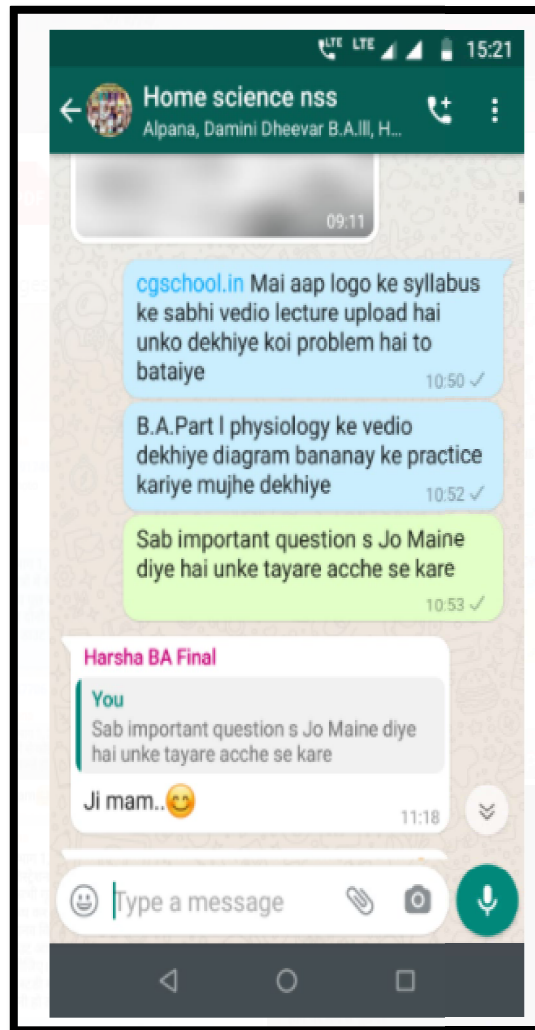 LTE LTE 15:21
Home science nss
Alpana, Damini Dheevar B.A.III, H...
09:11
cgschool.in Mai aap logo ke syllabus
ke sabhi vedio lecture upload hai
unko dekhiye koi problem hai to
bataiye
10:50
B.A.Part I physiology ke vedio
dekhiye diagram bananay ke practice
kariye mujhe dekhiye
10:52
Sab important question s Jo Maine
diye hai unke tayare acche se kare
10:53
Harsha BA Final
You
Sab important question s Jo Maine diye
hai unke tayare acche se kare
Ji mam..😊
11:18
Type a message